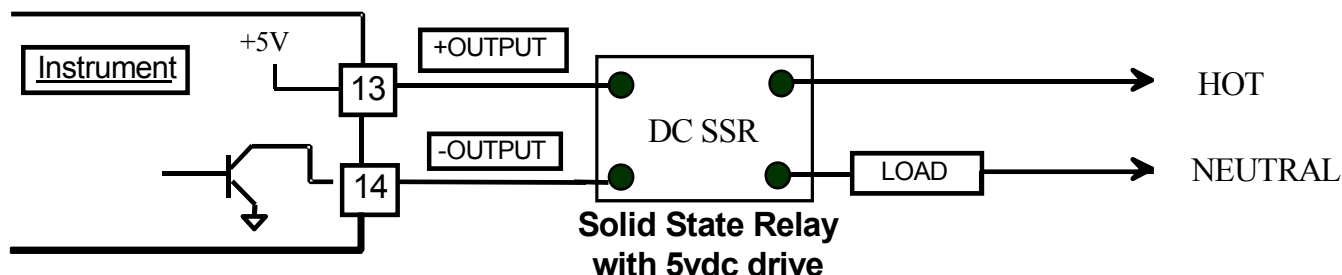 Instrument
+5V
13
+OUTPUT
HOT
DC SSR
14
-OUTPUT
LOAD
NEUTRAL
Solid State Relay
with 5vdc drive